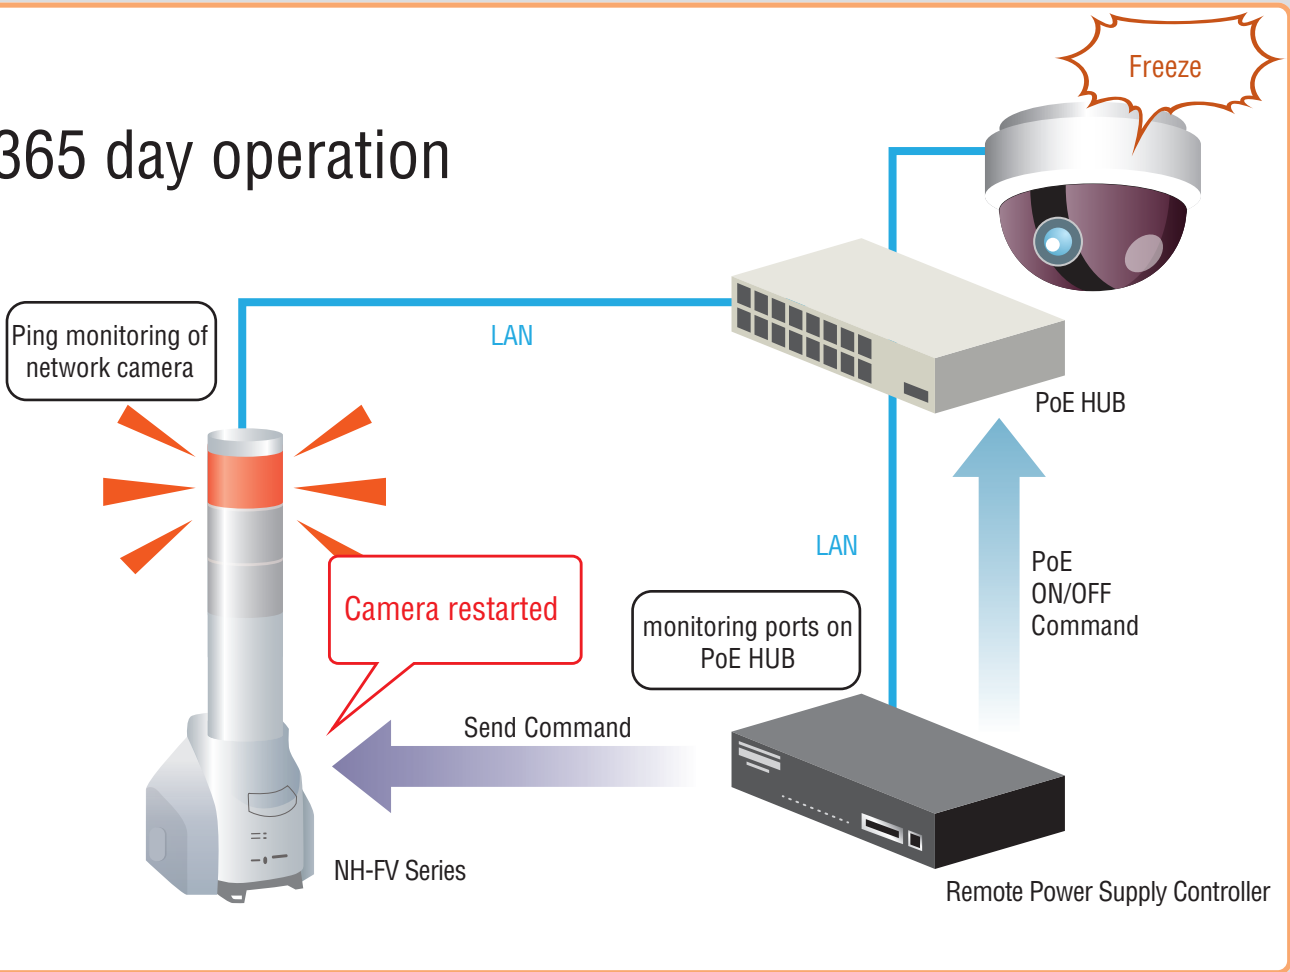 Freeze
365 day operation
Ping monitoring of
network camera
LAN
PoE HUB
LAN
PoE
ON/OFF
Command
Camera restarted
monitoring ports on
PoE HUB
Send Command
NH-FV Series
Remote Power Supply Controller